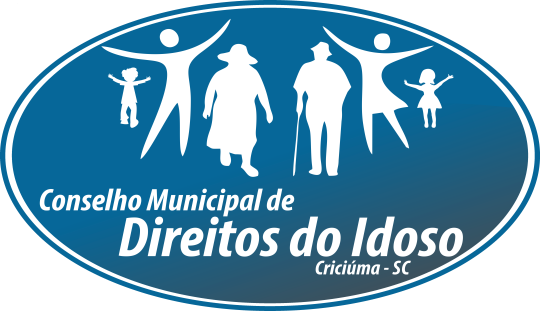 Conselho Municipal de
Direitos do Idoso
Criciúma - SC